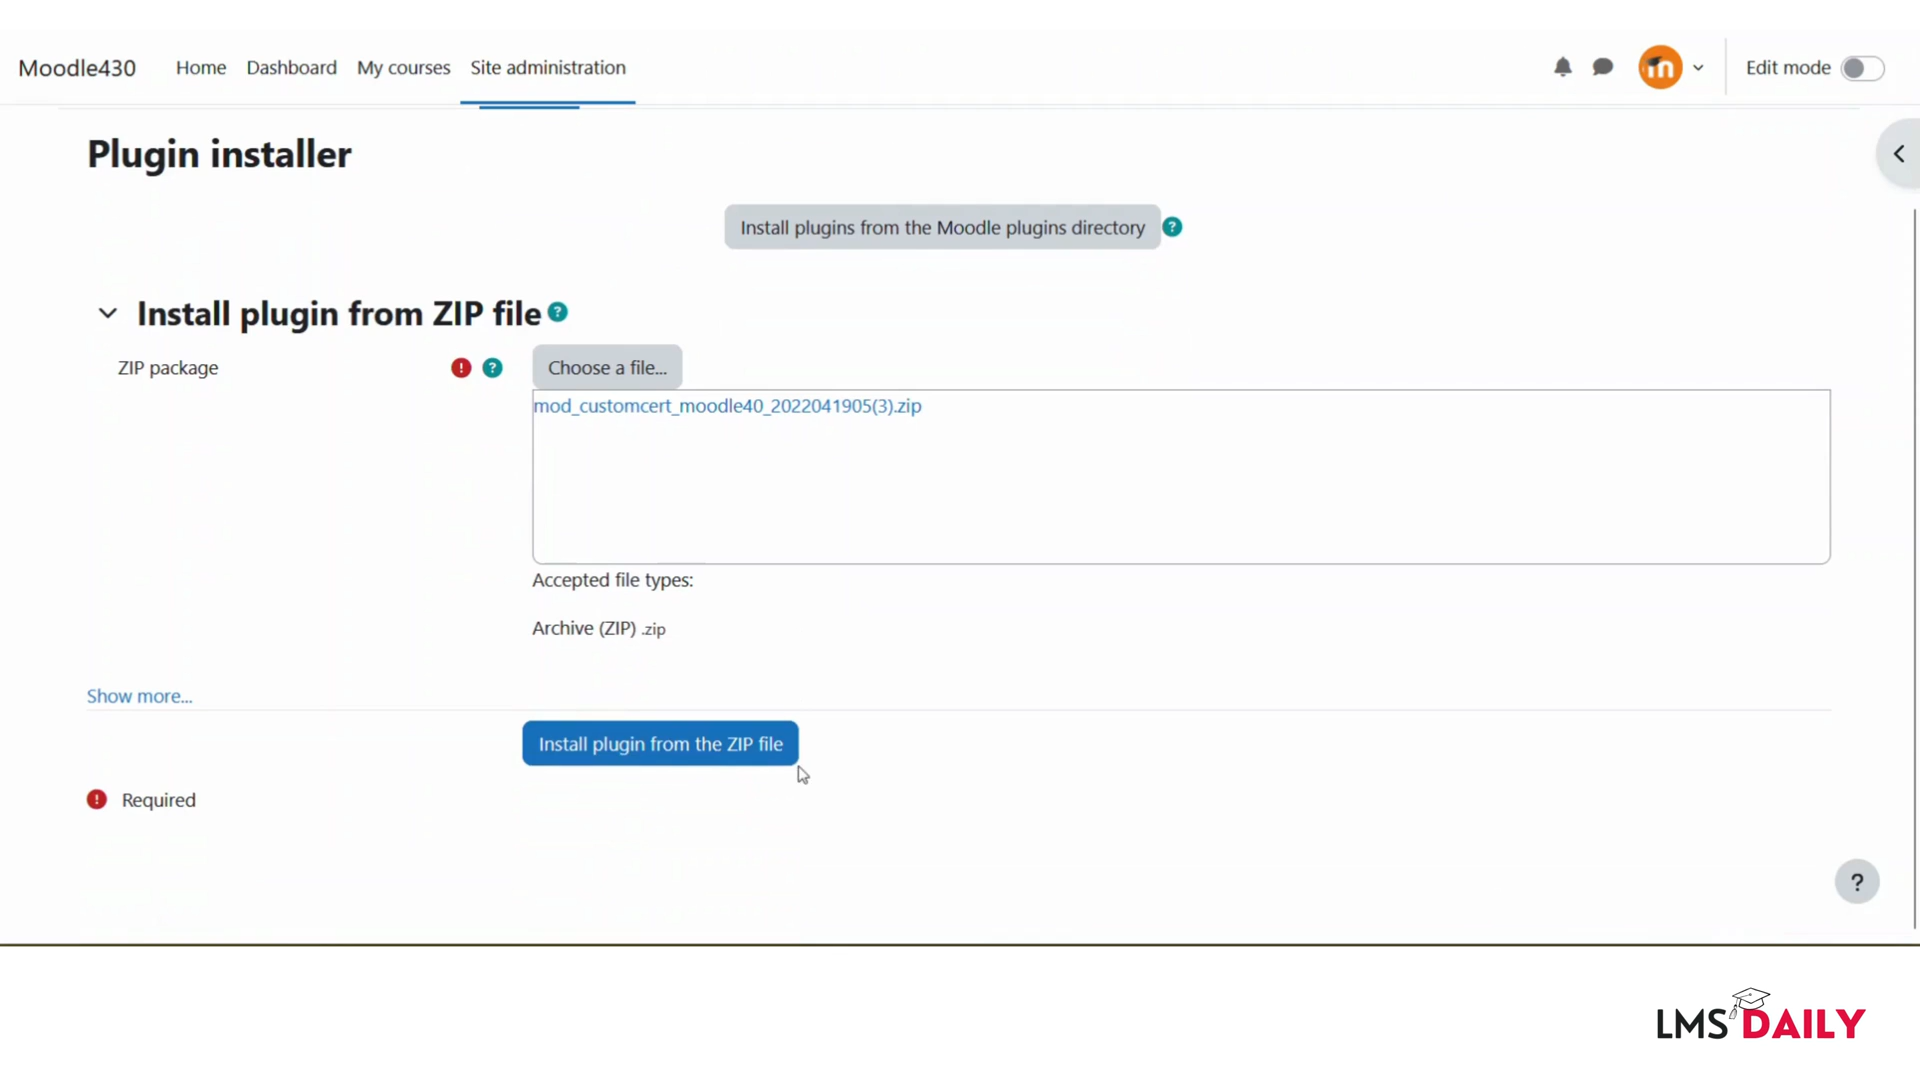 Moodle430 Home Dashboard My courses Site administration Edit mode
Plugin installer
Install plugins from the Moodle plugins directory ?
Install plugin from ZIP file ?
ZIP package ! ? Choose a file...
mod_customcert_moodle40_2022041905(3).zip
Accepted file types:
Archive (ZIP) .zip
Show more...
Install plugin from the ZIP file
! Required
?
LMS DAILY